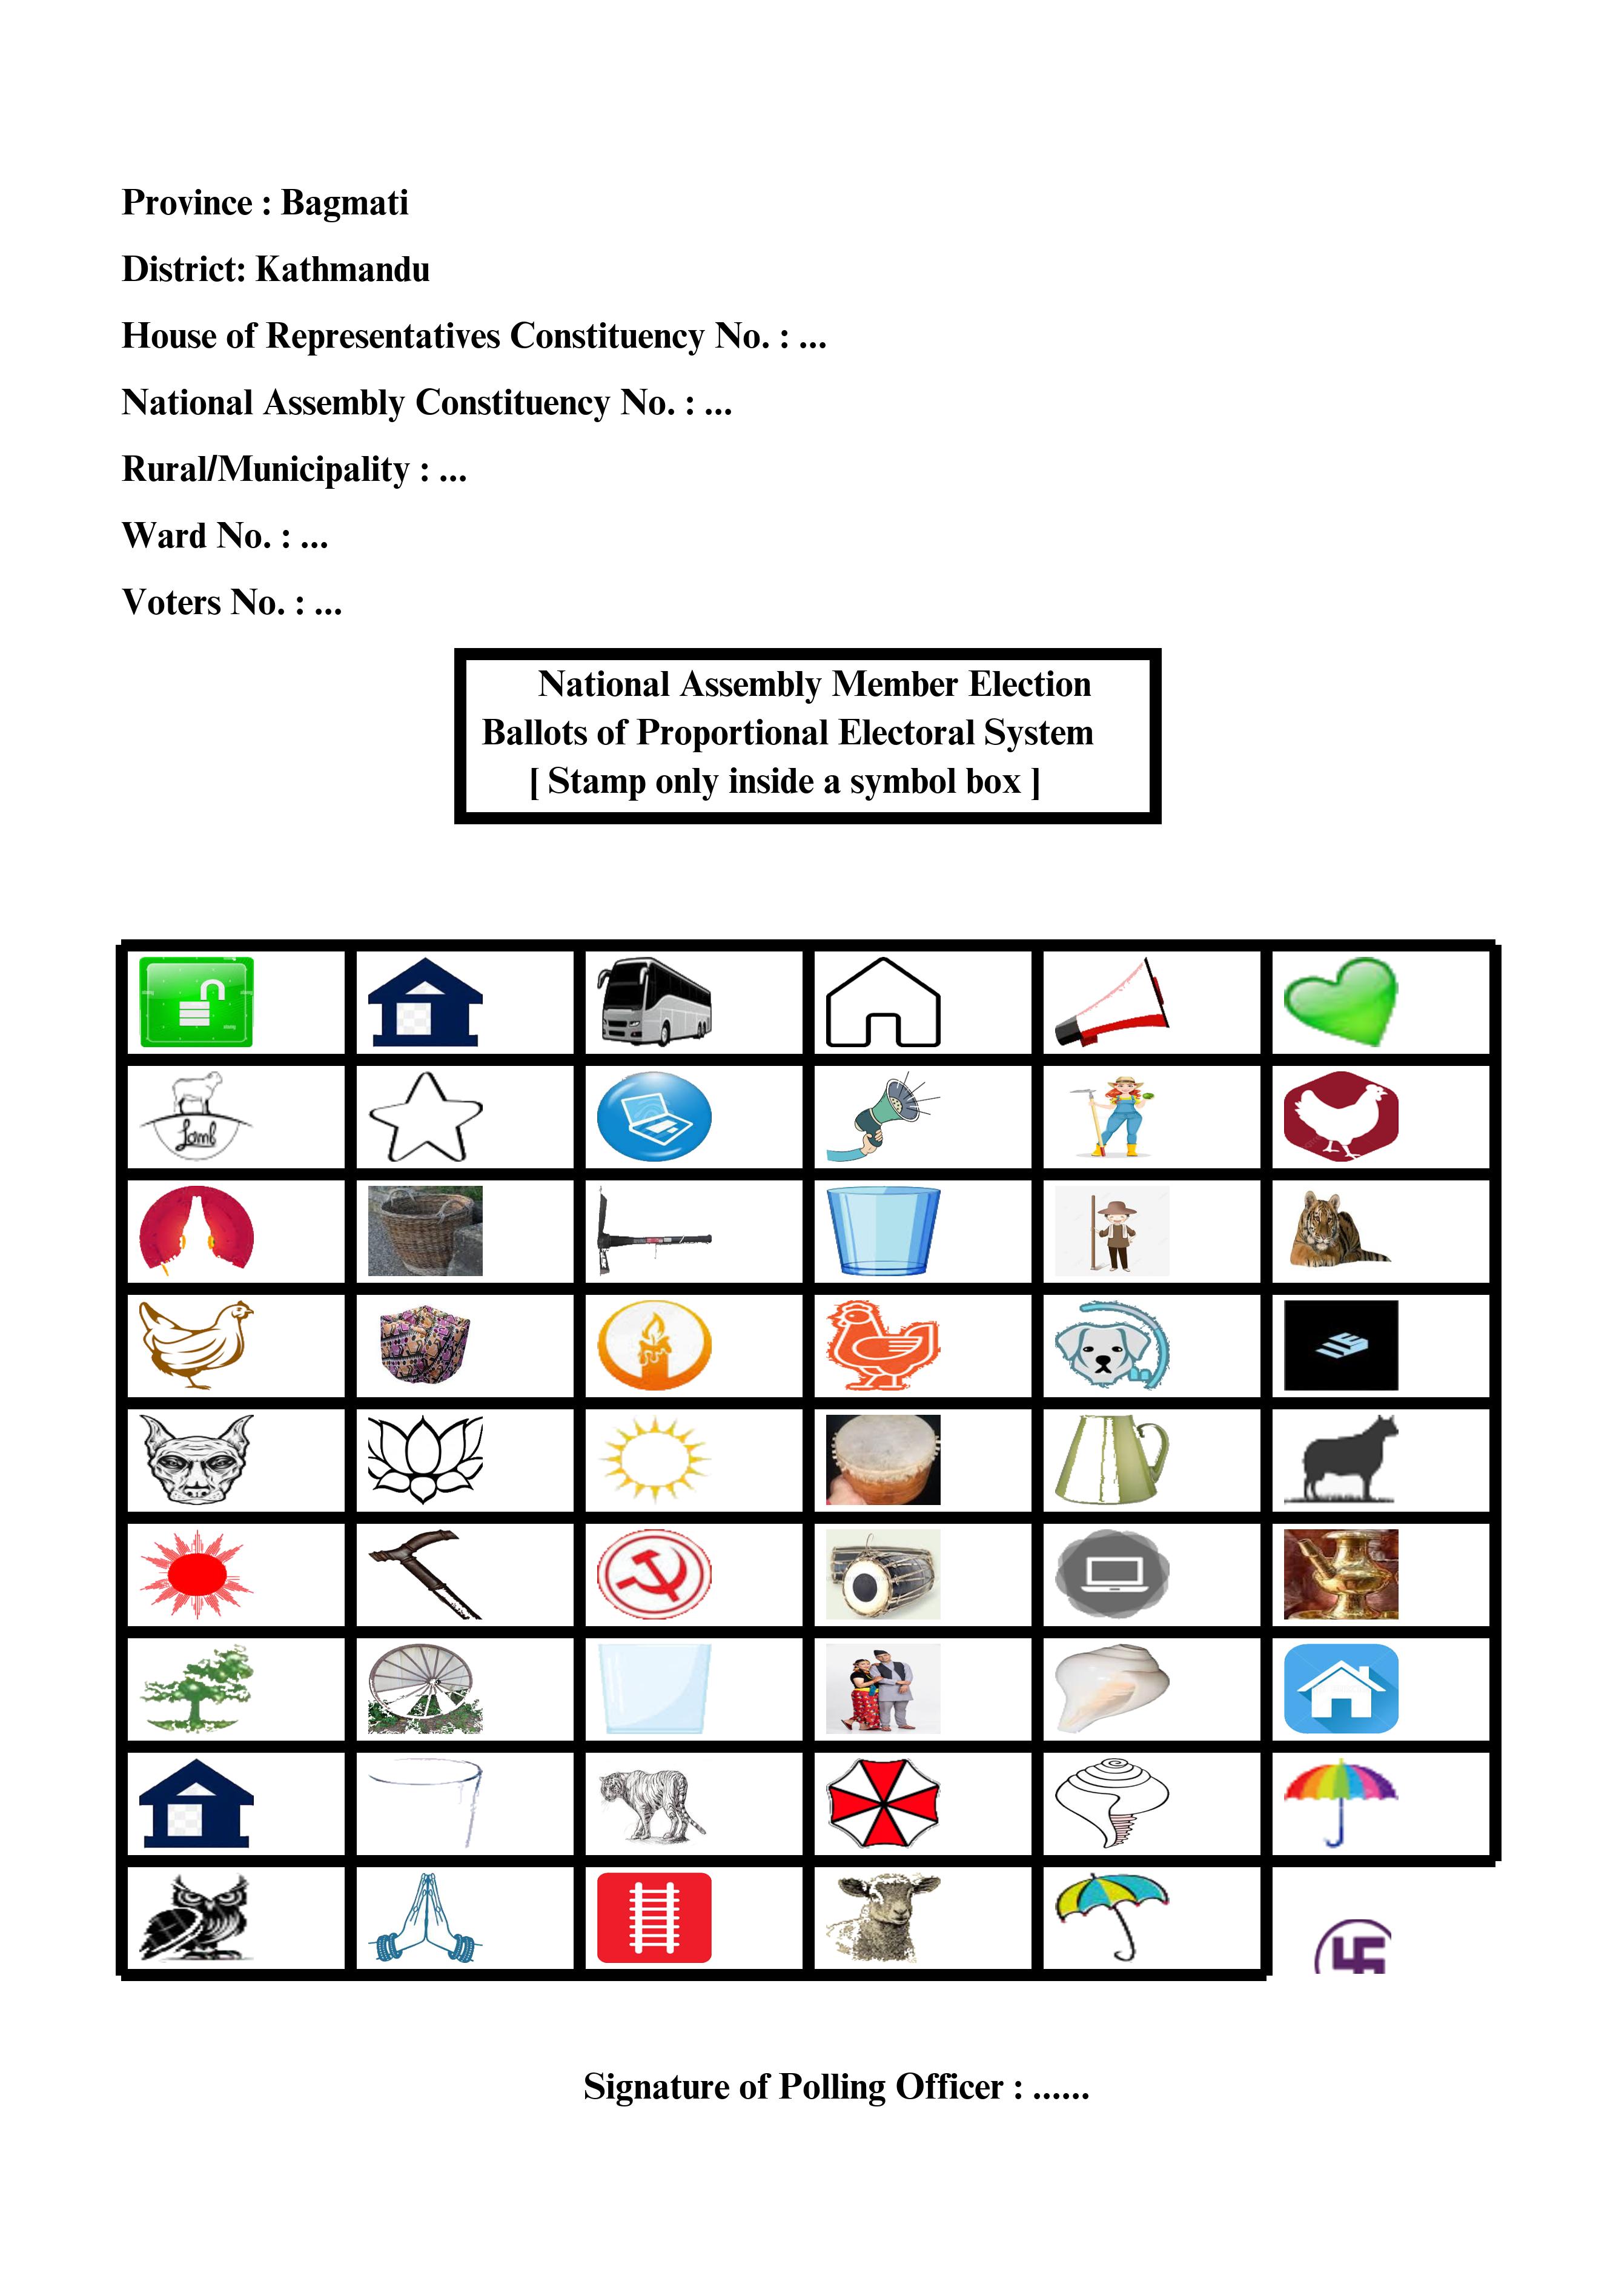 Province : Bagmati
District: Kathmandu
House of Representatives Constituency No. : ...
National Assembly Constituency No. : ...
Rural/Municipality : ...
Ward No. : ...
Voters No. : ...
National Assembly Member Election
Ballots of Proportional Electoral System
[ Stamp only inside a symbol box ]
Lamb
Signature of Polling Officer : ......